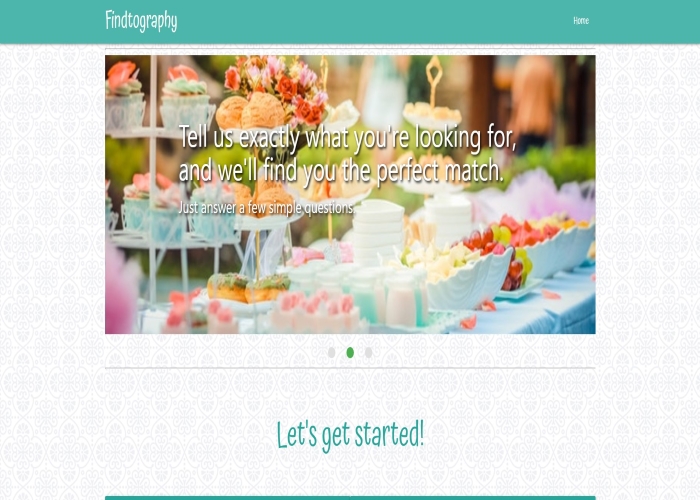 Findtography
Home
Tell us exactly what you're looking for,
and we'll find you the perfect match.
Just answer a few simple questions
Let's get started!